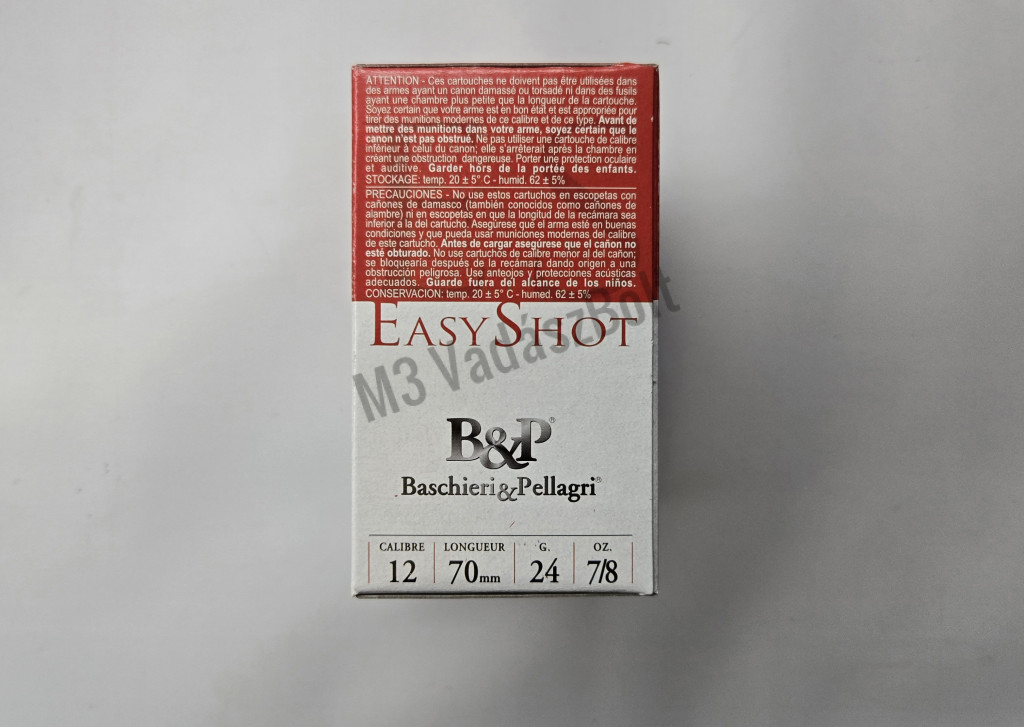 ATTENTION - Ces cartouches ne doivent pas être utilisées dans
des armes ayant un canon damassé ou torsadé ni dans des fusils
ayant une chambre plus petite que la longueur de la cartouche.
Soyez certain que votre arme est en bon état et est appropriée pour
tirer des munitions modernes de ce calibre et de ce type. Avant de
mettre des munitions dans votre arme, soyez certain que le
canon n'est pas obstrué. Ne pas utiliser une cartouche de calibre
inférieur à celui du canon; elle s'arrêterait après la chambre en
créant une obstruction dangereuse. Porter une protection oculaire
et auditive. Garder hors de la portée des enfants.
STOCKAGE: temp. 20 ± 5° C - humid. 62 ± 5%
PRECAUCIONES - No use estos cartuchos en escopetas con
cañones de damasco (también conocidos como cañones de
alambre) ni en escopetas en que la longitud de la recámara sea
inferior a la del cartucho. Asegúrese que el arma esté en buenas
condiciones y que pueda usar municiones modernas del calibre
de este cartucho. Antes de cargar asegúrese que el cañon no
esté obturado. No use cartuchos de calibre menor al del cañon;
se bloquearía después de la recámara dando origen a una
obstrucción peligrosa. Use anteojos y protecciones acústicas
adecuados. Guarde fuera del alcance de los niños.
CONSERVACION: temp. 20 ± 5° C - humed. 62 ± 5%
EASY SHOT
M3 VadászBolt
B&P®
Baschieri&Pellagri®
CALIBRE LONGUEUR G. OZ.
12 70mm 24 7/8